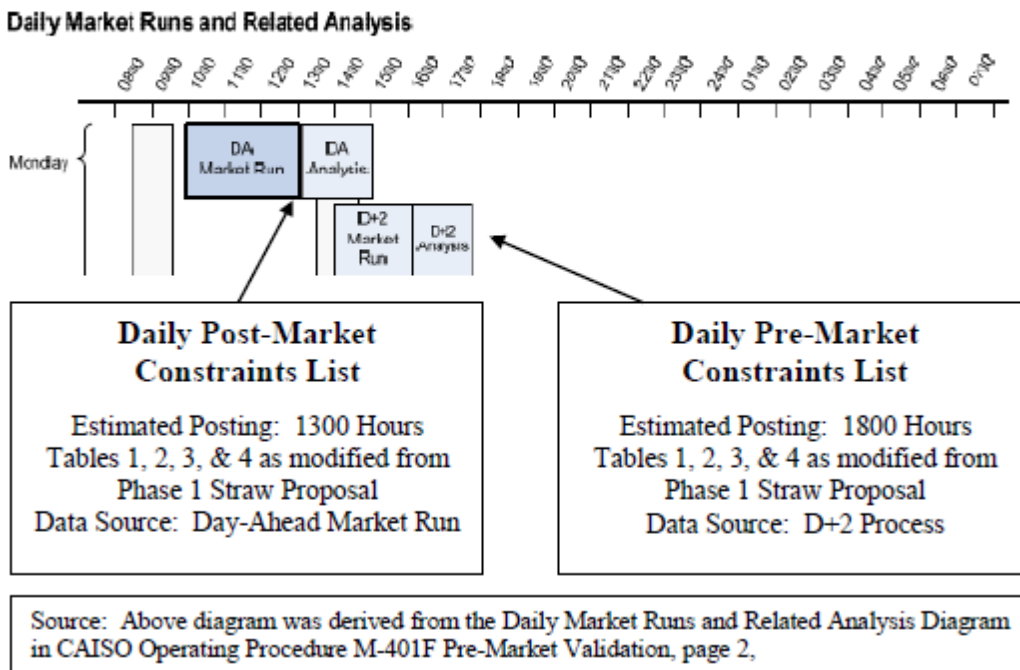 Daily Market Runs and Related Analysis
0800 0900 1000 1100 1200 1300 1400 1500 1600 1700 1800 1900 2000 2100 2200 2300 2400 0100 0200 0300 0400 0500 0600 0700
Monday
DA
Market Run
DA
Analysis
D+2
Market
Run
D+2
Analysis
Daily Post-Market
Constraints List
Estimated Posting: 1300 Hours
Tables 1, 2, 3, & 4 as modified from
Phase 1 Straw Proposal
Data Source: Day-Ahead Market Run
Daily Pre-Market
Constraints List
Estimated Posting: 1800 Hours
Tables 1, 2, 3, & 4 as modified from
Phase 1 Straw Proposal
Data Source: D+2 Process
Source: Above diagram was derived from the Daily Market Runs and Related Analysis Diagram
in CAISO Operating Procedure M-401F Pre-Market Validation, page 2,